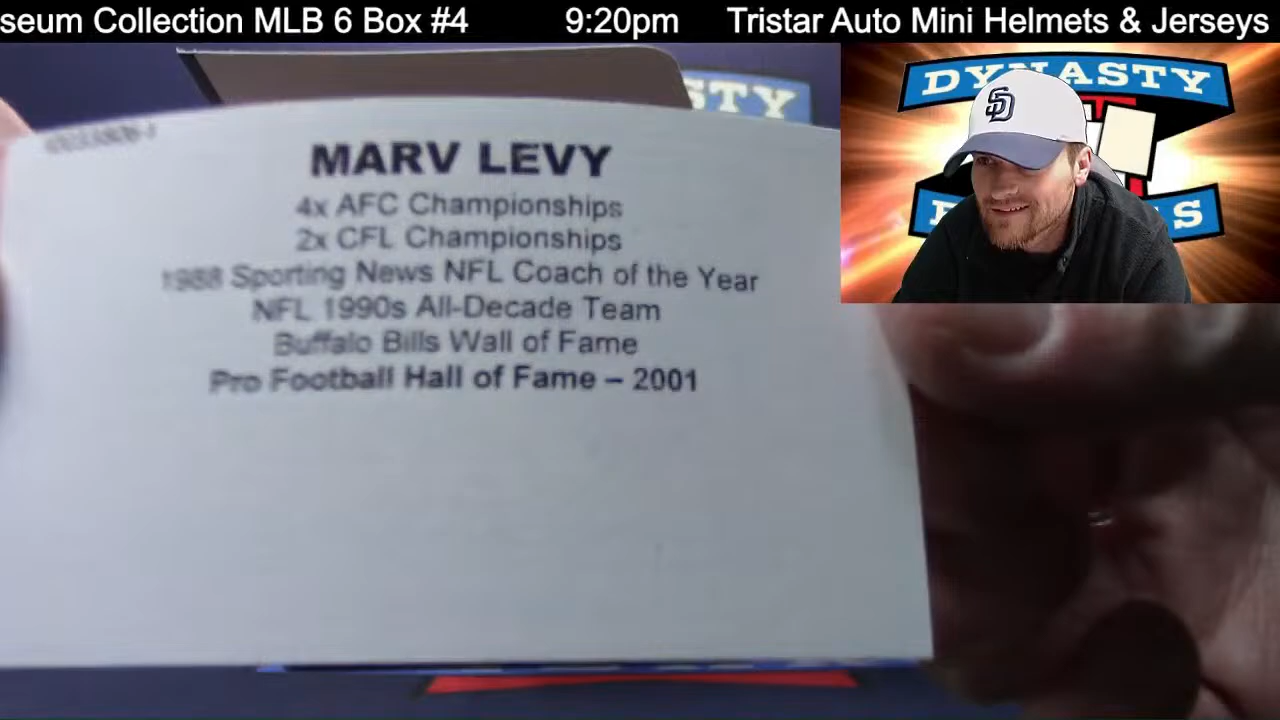 seum Collection MLB 6 Box #4 9:20pm Tristar Auto Mini Helmets & Jerseys
STY
DYNASTY
SD
S
MARV LEVY
4x AFC Championships
2x CFL Championships
1988 Sporting News NFL Coach of the Year
NFL 1990s All-Decade Team
Buffalo Bills Wall of Fame
Pro Football Hall of Fame – 2001